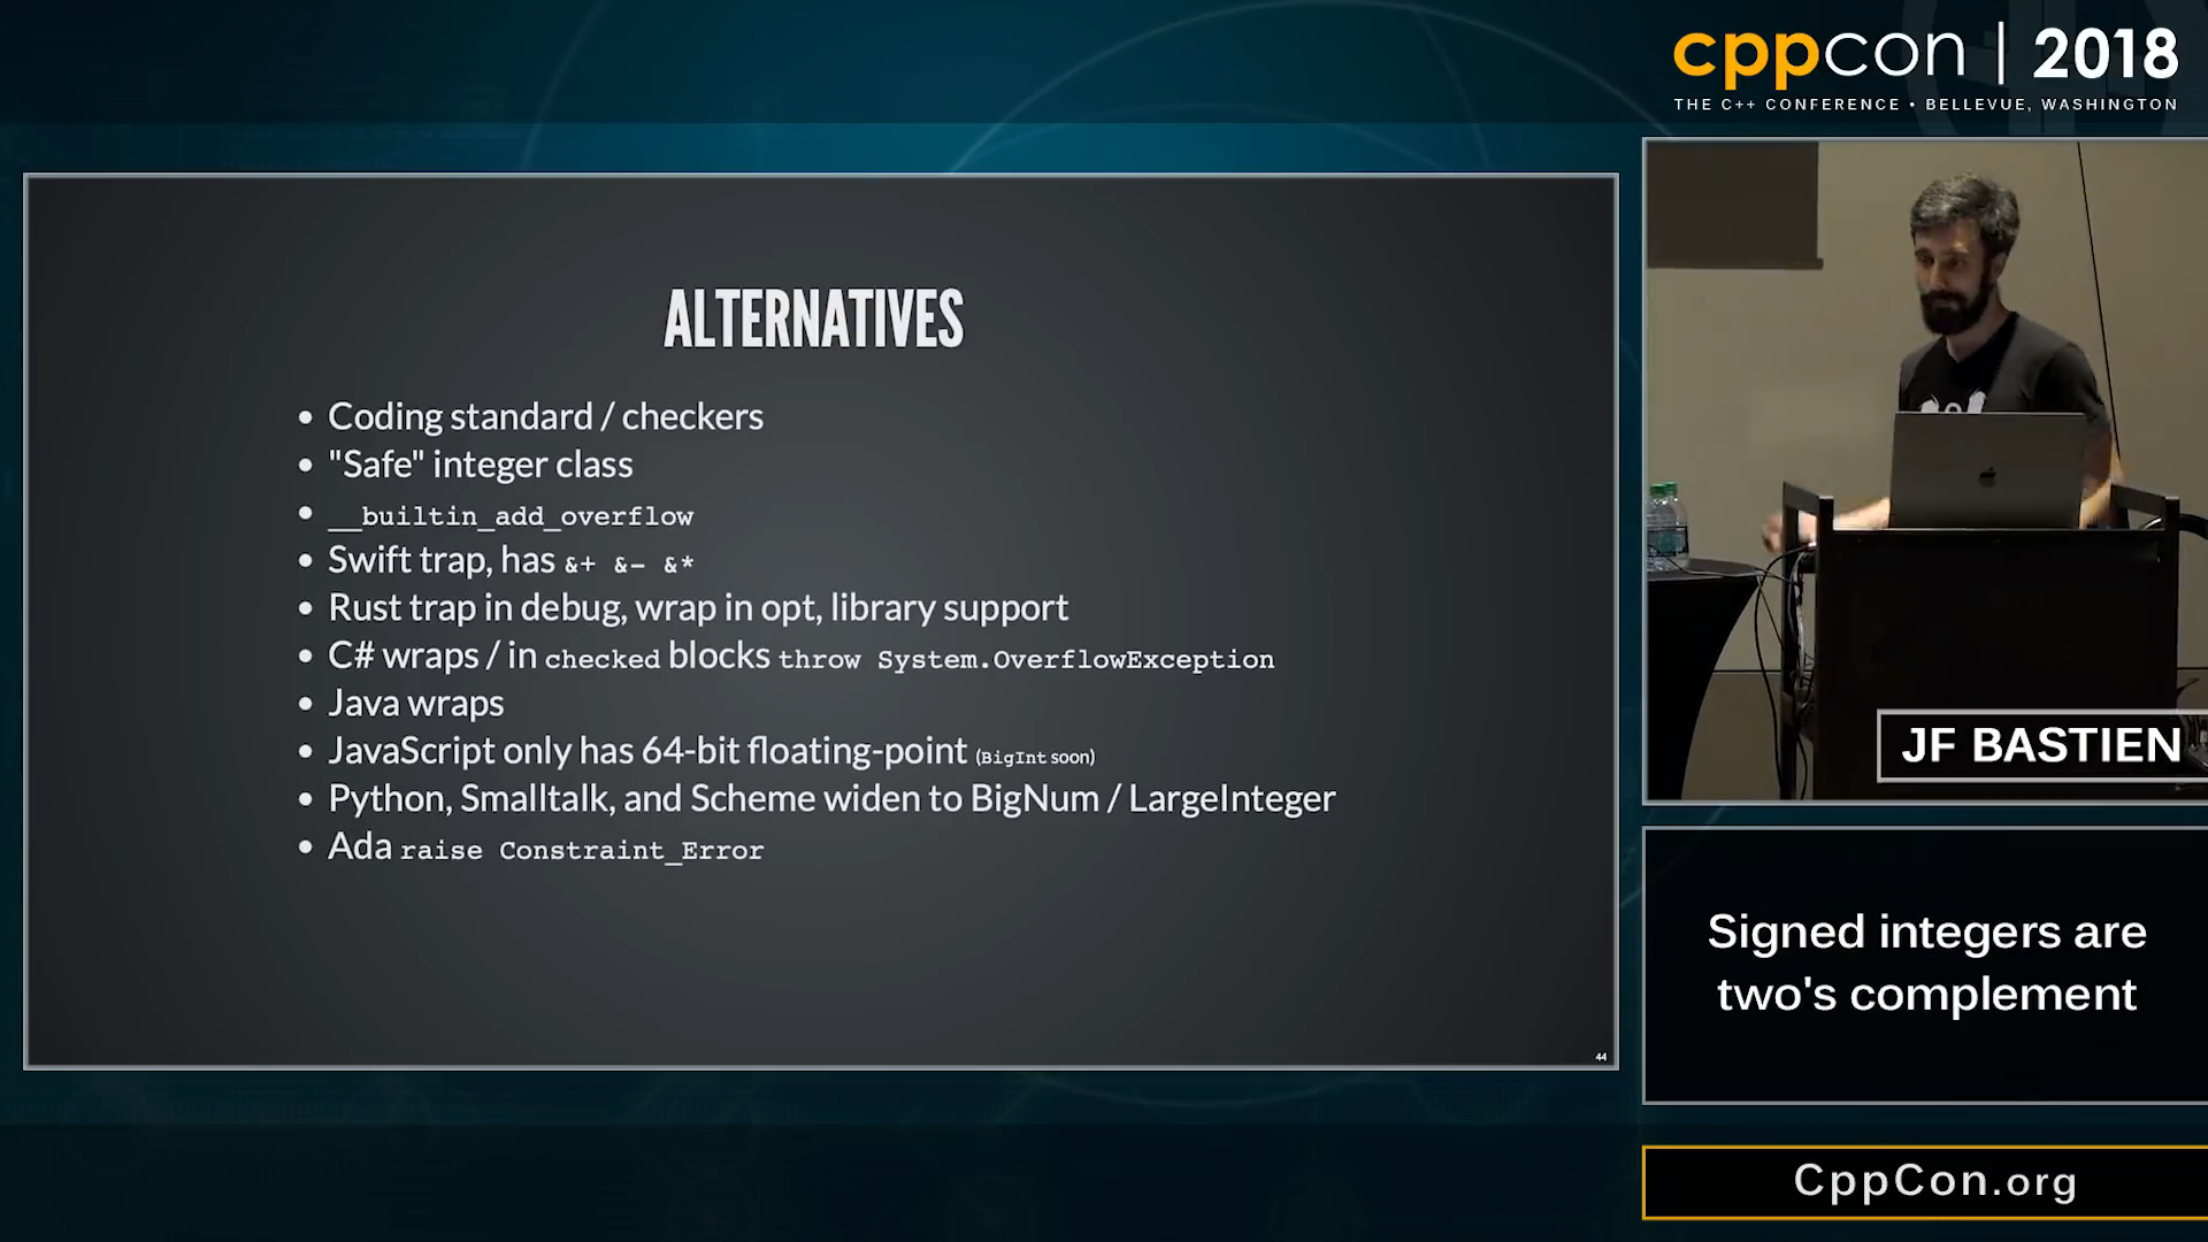 cppcon | 2018
THE C++ CONFERENCE • BELLEVUE, WASHINGTON
ALTERNATIVES
• Coding standard / checkers
• "Safe" integer class
• __builtin_add_overflow
• Swift trap, has &+ &- &*
• Rust trap in debug, wrap in opt, library support
• C# wraps / in checked blocks throw System.OverflowException
• Java wraps
• JavaScript only has 64-bit floating-point (BigInt soon)
• Python, Smalltalk, and Scheme widen to BigNum / LargeInteger
• Ada raise Constraint_Error
44
JF BASTIEN
Signed integers are
two's complement
CppCon.org